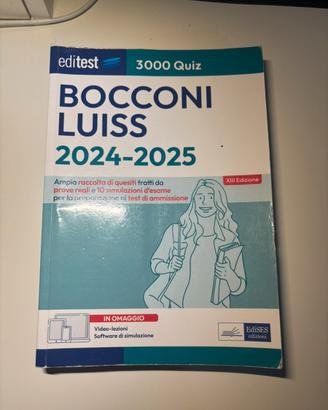 editest
3000 Quiz
BOCCONI
LUISS
2024-2025
Ampia raccolta di quesiti tratti da
prove reali e 10 simulazioni d'esame
per la preparazione ai test di ammissione
XIII Edizione
IN OMAGGIO
Video-lezioni
Software di simulazione
EdiSES
edizioni